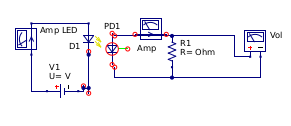 Amp LED
PD1
D1
Amp
R1
R= Ohm
Vol
V1
U= V